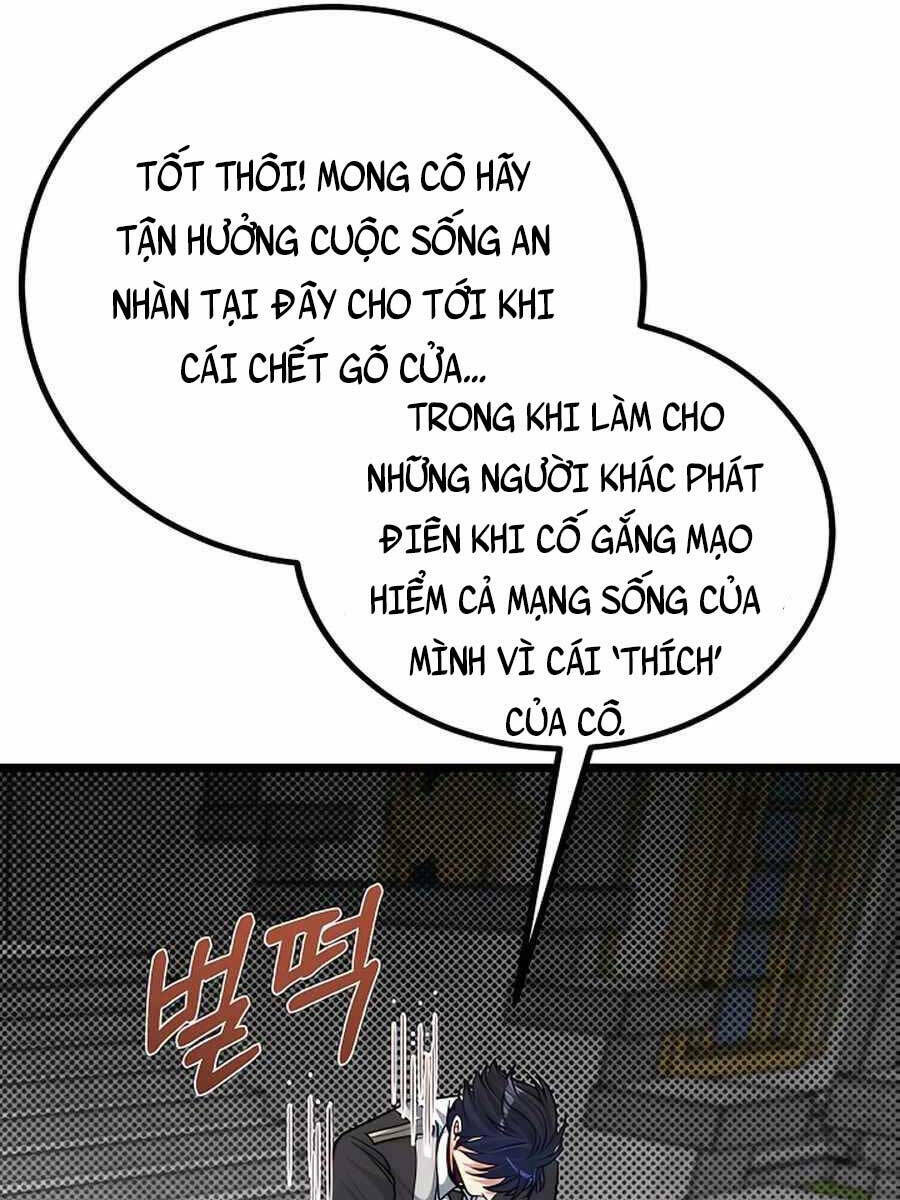 TỐT THÔI! MONG CÔ HÃY
TẬN HƯỞNG CUỘC SỐNG AN
NHÀN TẠI ĐÂY CHO TỚI KHI
CÁI CHẾT GÕ CỬA...
TRONG KHI LÀM CHO
NHỮNG NGƯỜI KHÁC PHÁT
ĐIÊN KHI CỐ GẮNG MẠO
HIỂM CẢ MẠNG SỐNG CỦA
MÌNH VÌ CÁI ‘THÍCH’
CỦA CÔ.
벌떡